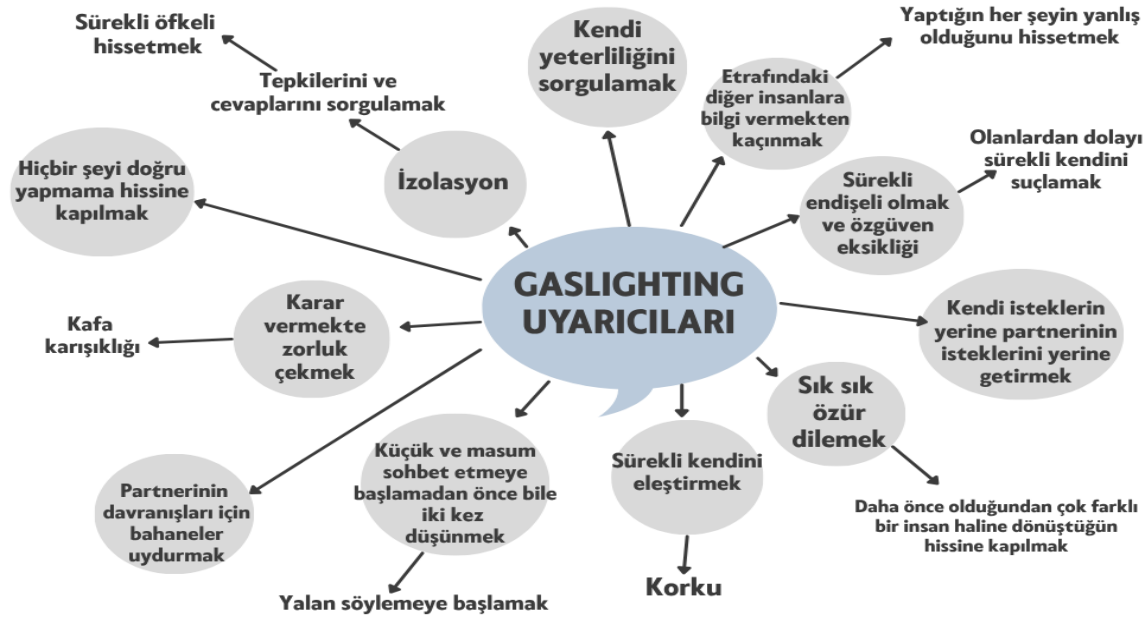 Sürekli öfkeli
hissetmek
Tepkilerini ve
cevaplarını sorgulamak
İzolasyon
Hiçbir şeyi doğru
yapmama hissine
kapılmak
Kendi
yeterliliğini
sorgulamak
Yaptığın her şeyin yanlış
olduğunu hissetmek
Etrafındaki
diğer insanlara
bilgi vermekten
kaçınmak
Olanlardan dolayı
sürekli kendini
suçlamak
Sürekli
endişeli olmak
ve özgüven
eksikliği
GASLIGHTING
UYARICILARI
Kendi isteklerin
yerine partnerinin
isteklerini yerine
getirmek
Karar
vermekte
zorluk
çekmek
Kafa
karışıklığı
Sık sık
özür
dilemek
Daha önce olduğundan çok farklı
bir insan haline dönüştüğün
hissine kapılmak
Sürekli kendini
eleştirmek
Korku
Küçük ve masum
sohbet etmeye
başlamadan önce bile
iki kez
düşünmek
Yalan söylemeye başlamak
Partnerinin
davranışları için
bahaneler
uydurmak